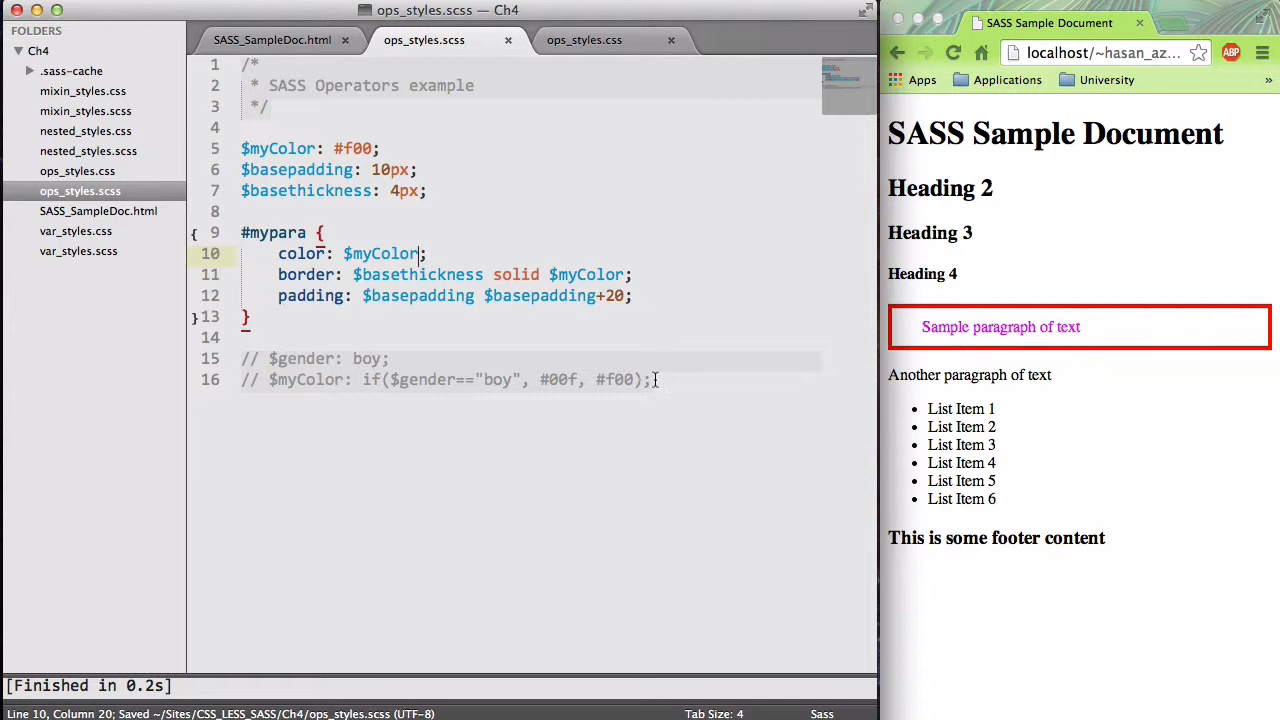 ops_styles.scss — Ch4
FOLDERS
Ch4
.sass-cache
mixin_styles.css
mixin_styles.scss
nested_styles.css
nested_styles.scss
ops_styles.css
ops_styles.scss
SASS_SampleDoc.html
var_styles.css
var_styles.scss
SASS_SampleDoc.html × ops_styles.scss × ops_styles.css ×
1 /*
2 * SASS Operators example
3 */
4
5 $myColor: #f00;
6 $basepadding: 10px;
7 $basethickness: 4px;
8
{ 9 #mypara {
10 color: $myColor;
11 border: $basethickness solid $myColor;
12 padding: $basepadding $basepadding+20;
} 13 }
14
15 // $gender: boy;
16 // $myColor: if($gender=="boy", #00f, #f00);
[Finished in 0.2s]
Line 10, Column 20; Saved ~/Sites/CSS_LESS_SASS/Ch4/ops_styles.scss (UTF-8) Tab Size: 4 Sass
SASS Sample Document ×
localhost/~hasan_az... ABP
Apps Applications University »
SASS Sample Document
Heading 2
Heading 3
Heading 4
Sample paragraph of text
Another paragraph of text
• List Item 1
• List Item 2
• List Item 3
• List Item 4
• List Item 5
• List Item 6
This is some footer content